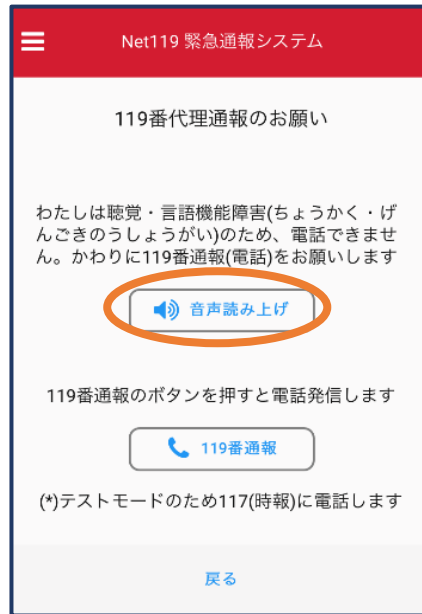 Net119 緊急通報システム
119番代理通報のお願い
わたしは聴覚・言語機能障害(ちょうかく・げ
んごきのうしょうがい)のため、電話できませ
ん。かわりに119番通報(電話)をお願いします
音声読み上げ
119番通報のボタンを押すと電話発信します
119番通報
(*)テストモードのため117(時報)に電話します
戻る